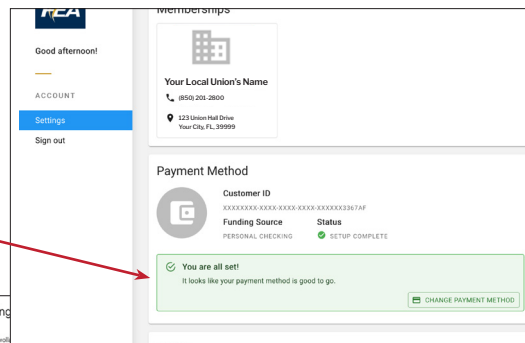 Memberships
Good afternoon!
ACCOUNT
Settings
Sign out
Your Local Union's Name
(850) 201-2800
123 Union Hall Drive
Your City, FL, 39999
Payment Method
Customer ID
XXXXXXXX-XXXX-XXXX-XXXX-XXXXXX3367AF
Funding Source Status
PERSONAL CHECKING SETUP COMPLETE
You are all set!
It looks like your payment method is good to go.
CHANGE PAYMENT METHOD